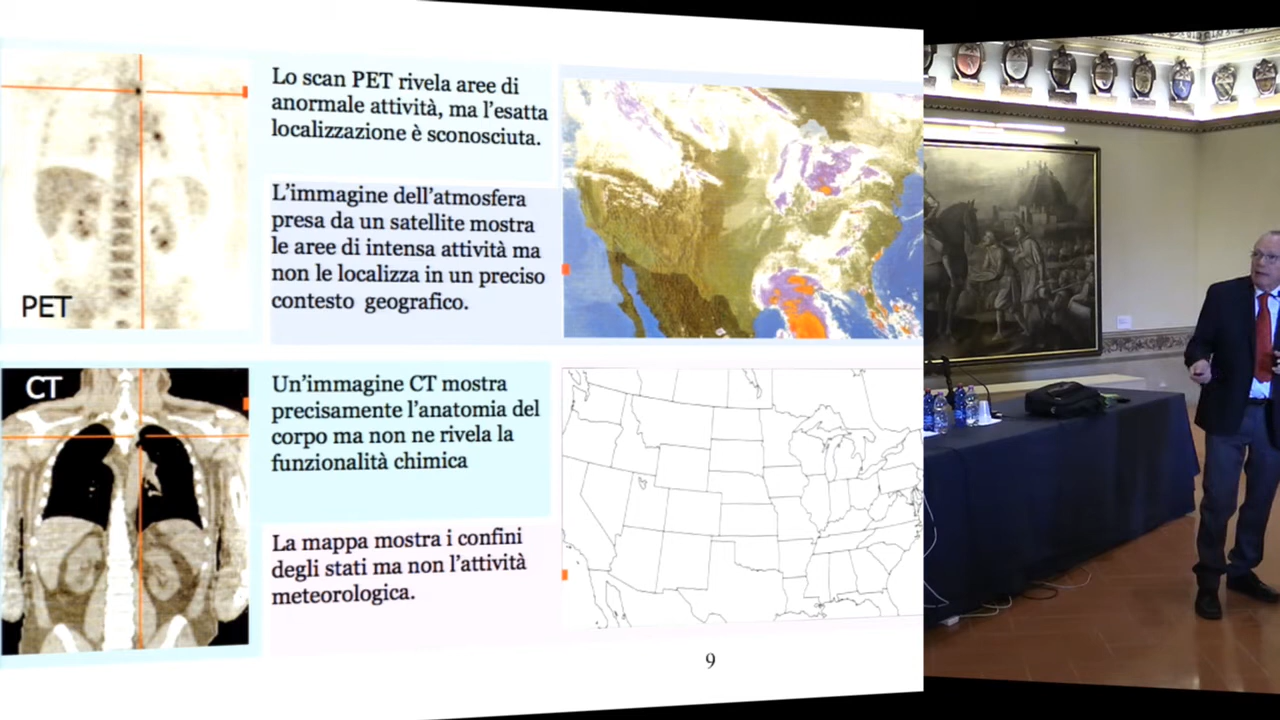 Lo scan PET rivela aree di
anormale attività, ma l'esatta
localizzazione è sconosciuta.
L'immagine dell'atmosfera
presa da un satellite mostra
le aree di intensa attività ma
non le localizza in un preciso
contesto geografico.
PET
CT
Un'immagine CT mostra
precisamente l'anatomia del
corpo ma non ne rivela la
funzionalità chimica
La mappa mostra i confini
degli stati ma non l'attività
meteorologica.
9